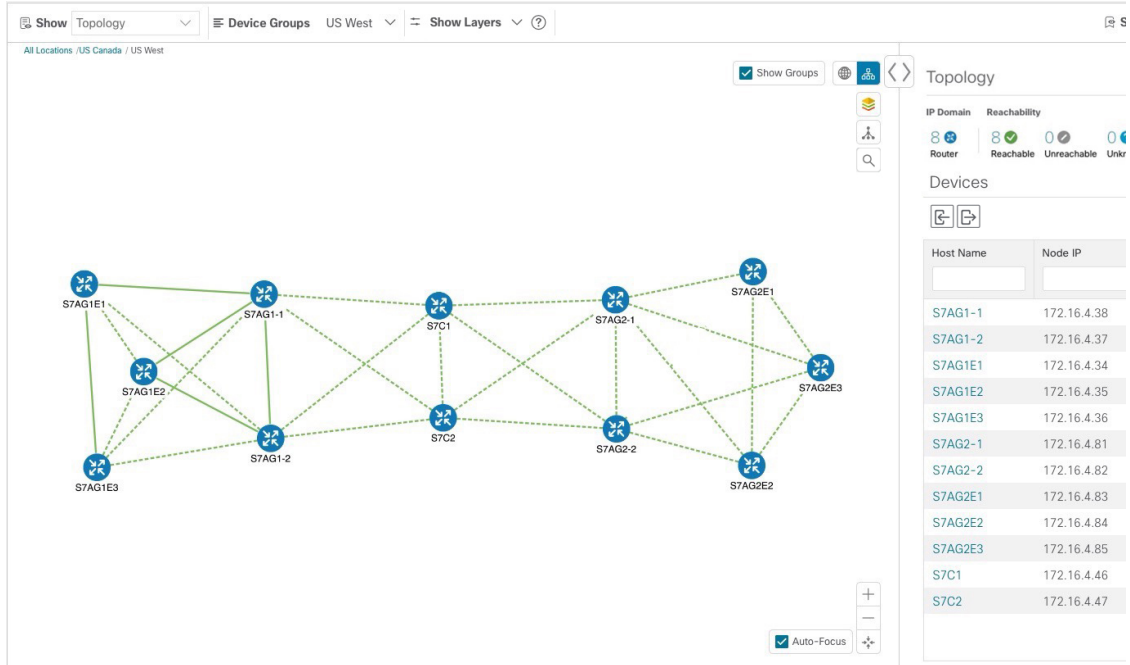 Show Topology Device Groups US West Show Layers ?
All Locations /US Canada / US West
Show Groups
Topology
IP Domain Reachability
8 8 0 0
Router Reachable Unreachable
Devices
Host Name Node IP
S7AG1-1 172.16.4.38
S7AG1-2 172.16.4.37
S7AG1E1 172.16.4.34
S7AG1E2 172.16.4.35
S7AG1E3 172.16.4.36
S7AG2-1 172.16.4.81
S7AG2-2 172.16.4.82
S7AG2E1 172.16.4.83
S7AG2E2 172.16.4.84
S7AG2E3 172.16.4.85
S7C1 172.16.4.46
S7C2 172.16.4.47
S7AG1E1
S7AG1-1
S7C1
S7AG2-1
S7AG2E1
S7AG1E2
S7AG2E3
S7AG1-2
S7C2
S7AG2-2
S7AG1E3
S7AG2E2
Auto-Focus